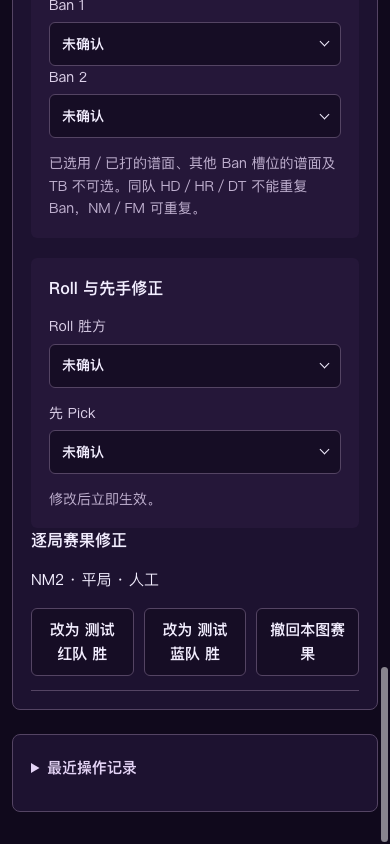 Ban 1
未确认
Ban 2
未确认
已选用 / 已打的谱面、其他 Ban 槽位的谱面及
TB 不可选。同队 HD / HR / DT 不能重复
Ban，NM / FM 可重复。
Roll 与先手修正
Roll 胜方
未确认
先 Pick
未确认
修改后立即生效。
逐局赛果修正
NM2 · 平局 · 人工
改为 测试
红队 胜
改为 测试
蓝队 胜
撤回本图赛
果
最近操作记录